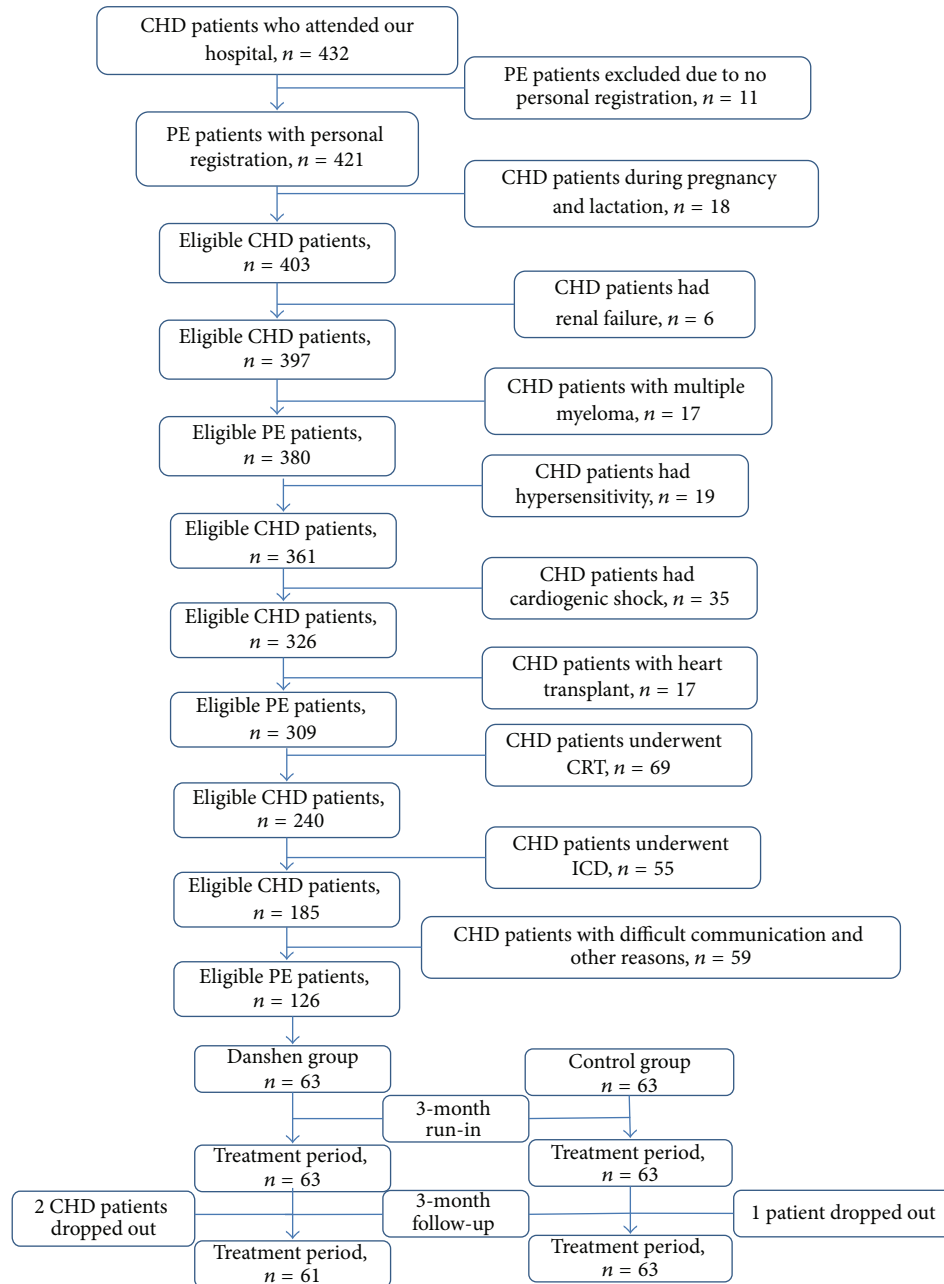 CHD patients who attended our
hospital, n = 432
PE patients excluded due to no
personal registration, n = 11
PE patients with personal
registration, n = 421
CHD patients during pregnancy
and lactation, n = 18
Eligible CHD patients,
n = 403
CHD patients had
renal failure, n = 6
Eligible CHD patients,
n = 397
CHD patients with multiple
myeloma, n = 17
Eligible PE patients,
n = 380
CHD patients had
hypersensitivity, n = 19
Eligible CHD patients,
n = 361
CHD patients had
cardiogenic shock, n = 35
Eligible CHD patients,
n = 326
CHD patients with heart
transplant, n = 17
Eligible PE patients,
n = 309
CHD patients underwent
CRT, n = 69
Eligible CHD patients,
n = 240
CHD patients underwent
ICD, n = 55
Eligible CHD patients,
n = 185
CHD patients with difficult communication and
other reasons, n = 59
Eligible PE patients,
n = 126
Danshen group
n = 63
Control group
n = 63
3-month
run-in
Treatment period,
n = 63
Treatment period,
n = 63
2 CHD patients
dropped out
3-month
follow-up
1 patient dropped out
Treatment period,
n = 61
Treatment period,
n = 63